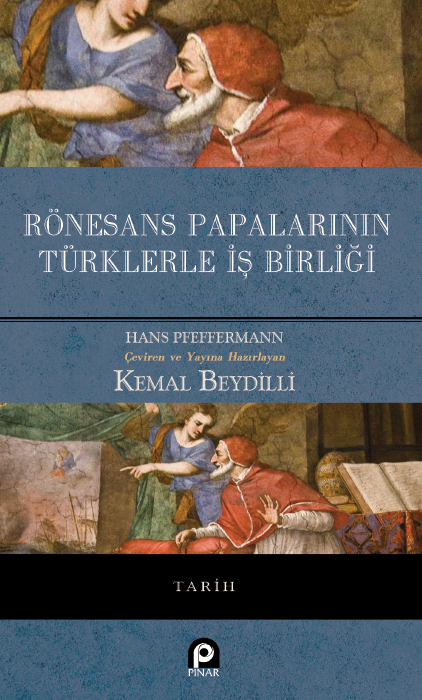 RÖNESANS PAPALARININ
TÜRKLERLE İŞ BİRLİĞİ
HANS PFEFFERMANN
Çeviren ve Yayına Hazırlayan
KEMAL BEYDİLLİ
TARİH
PINAR